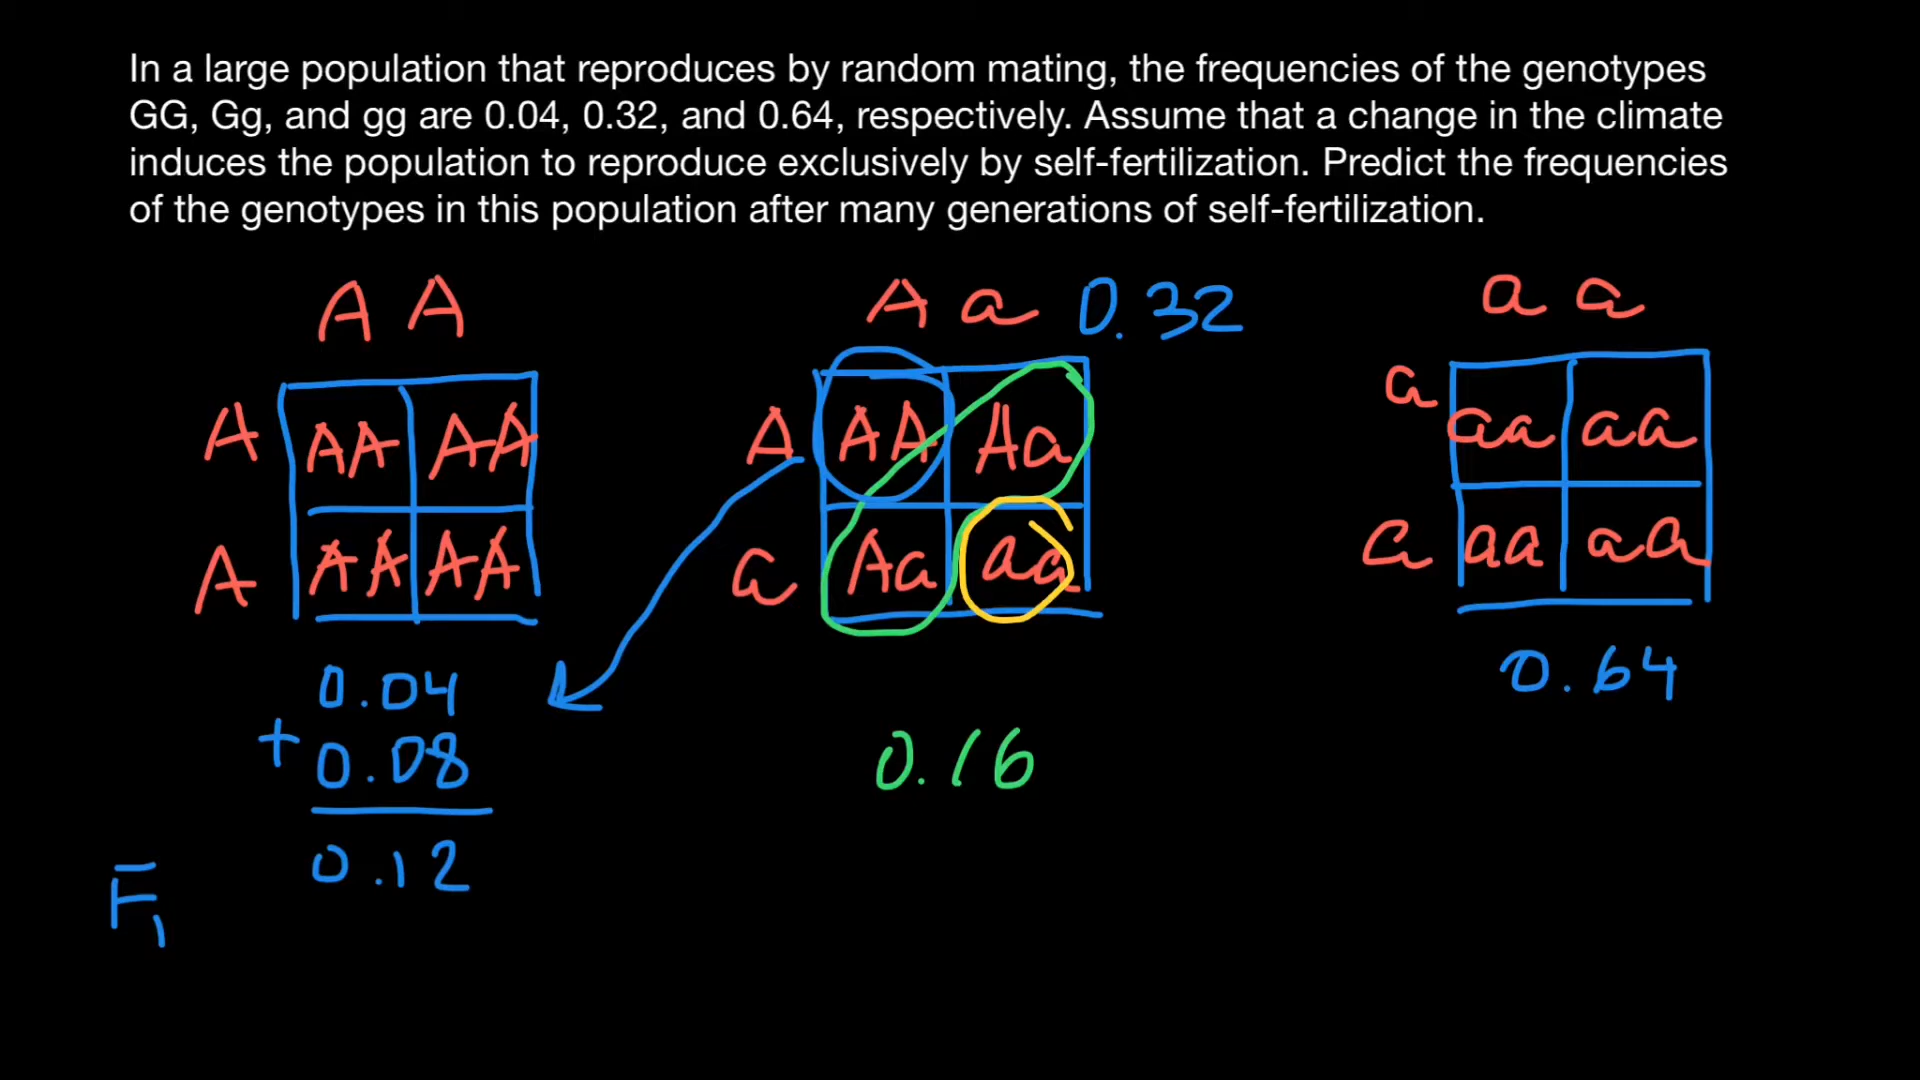 In a large population that reproduces by random mating, the frequencies of the genotypes
GG, Gg, and gg are 0.04, 0.32, and 0.64, respectively. Assume that a change in the climate
induces the population to reproduce exclusively by self-fertilization. Predict the frequencies
of the genotypes in this population after many generations of self-fertilization.
A A
A AA AA
A AA AA
0.04
+ 0.08
0.12
F1
A a 0.32
A AA Aa
a Aa aa
0.16
a a
a aa aa
a aa aa
0.64